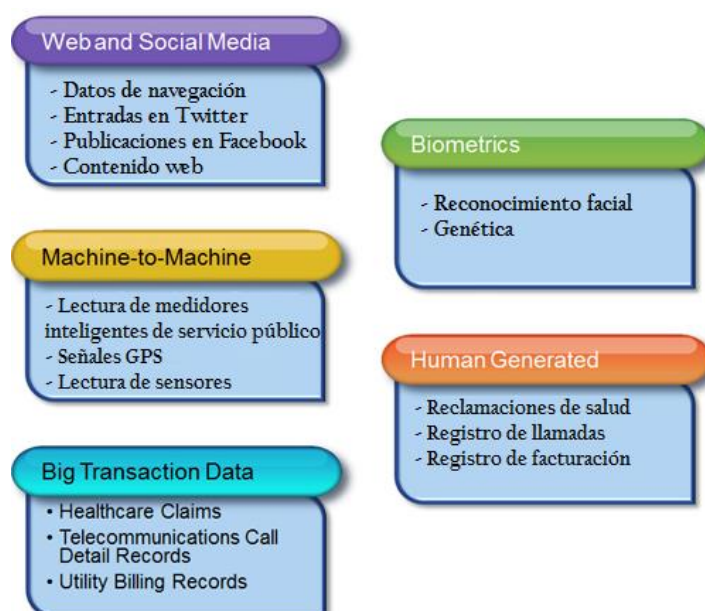 Web and Social Media
- Datos de navegación
- Entradas en Twitter
- Publicaciones en Facebook
- Contenido web
Machine-to-Machine
- Lectura de medidores
inteligentes de servicio público
- Señales GPS
- Lectura de sensores
Big Transaction Data
• Healthcare Claims
• Telecommunications Call
Detail Records
• Utility Billing Records
Biometrics
- Reconocimiento facial
- Genética
Human Generated
- Reclamaciones de salud
- Registro de llamadas
- Registro de facturación